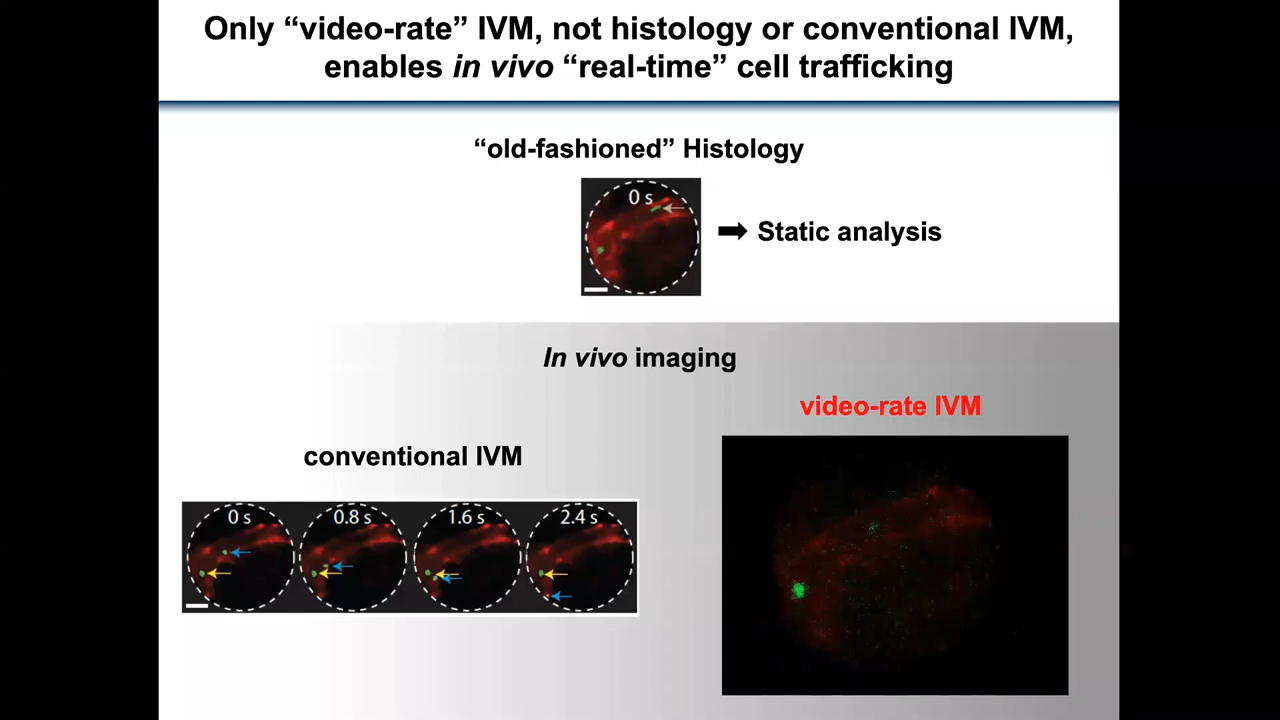 Only “video-rate” IVM, not histology or conventional IVM,
enables in vivo “real-time” cell trafficking
“old-fashioned” Histology
0 s
Static analysis
In vivo imaging
video-rate IVM
conventional IVM
0 s
0.8 s
1.6 s
2.4 s